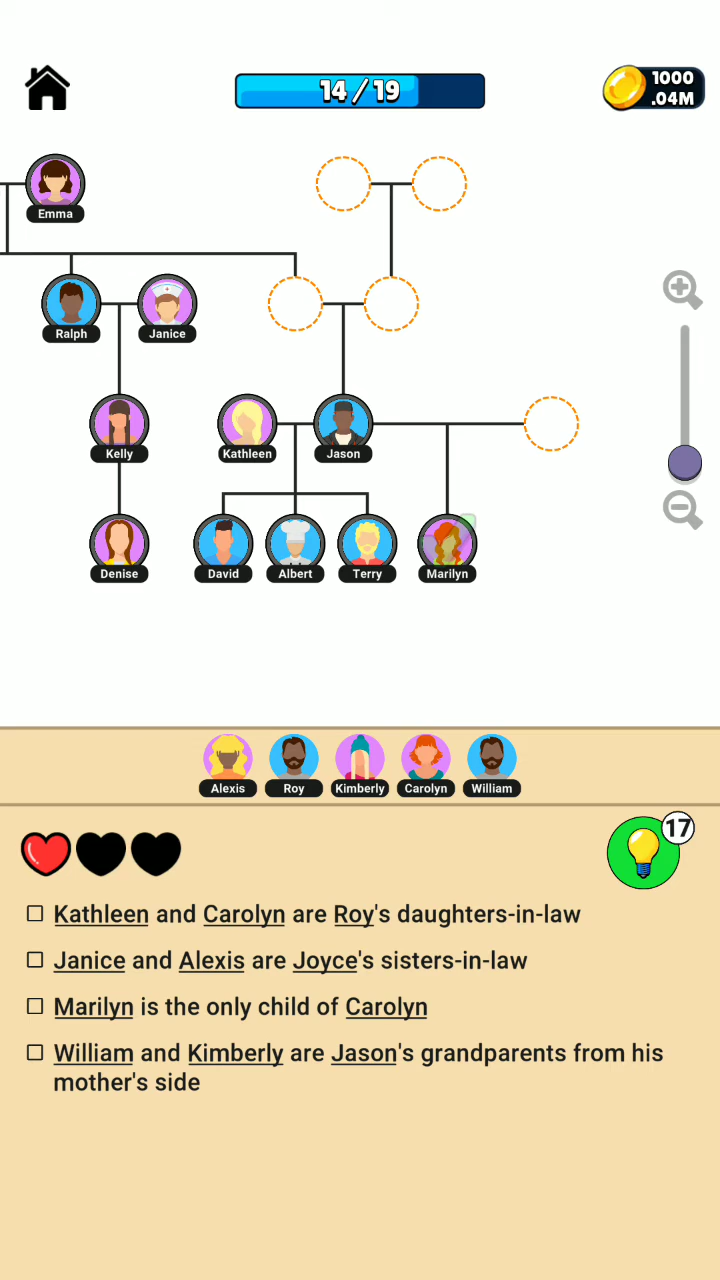 14/19
1000
.04M
Emma
Ralph
Janice
Kelly
Kathleen
Jason
Denise
David
Albert
Terry
Marilyn
Alexis
Roy
Kimberly
Carolyn
William
17
Kathleen and Carolyn are Roy's daughters-in-law
Janice and Alexis are Joyce's sisters-in-law
Marilyn is the only child of Carolyn
William and Kimberly are Jason's grandparents from his
mother's side